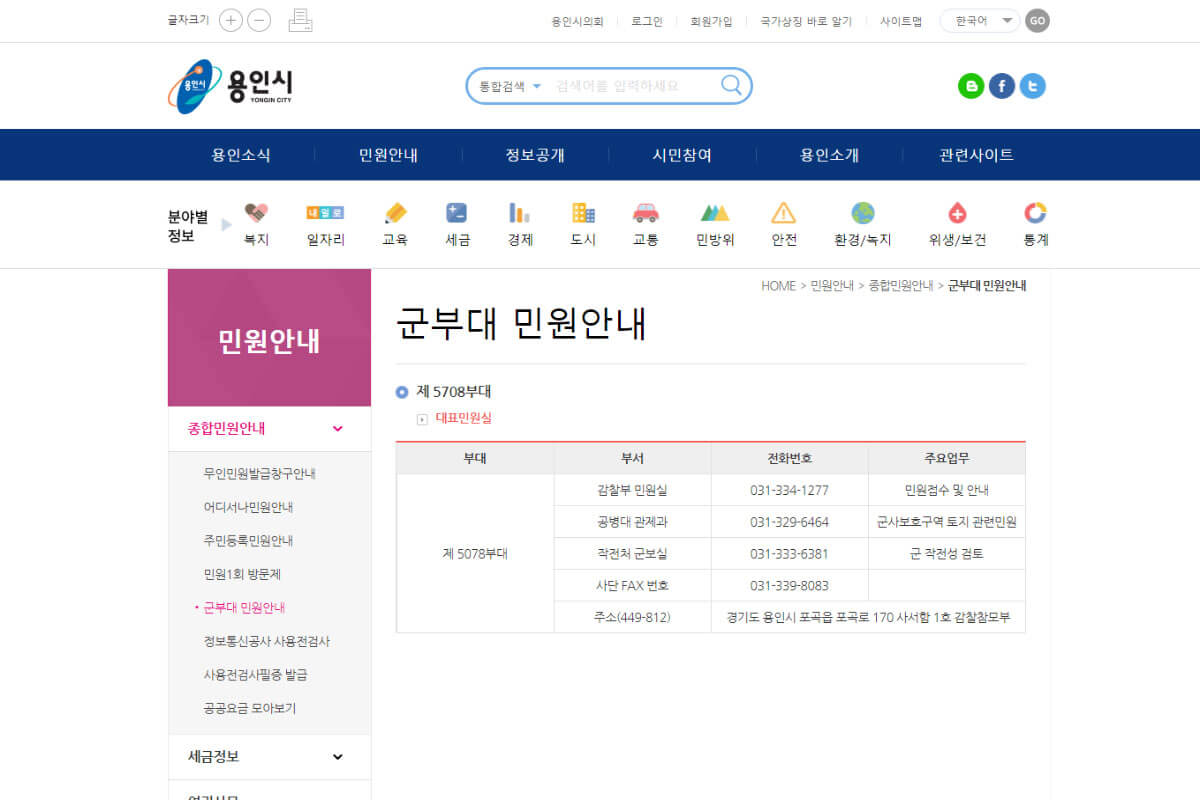 글자크기
용인시의회 로그인 회원가입 국가상징 바로 알기 사이트맵 한국어 GO
용인시 용인시
YONGIN CITY
통합검색 검색어를 입력하세요
용인소식 민원안내 정보공개 시민참여 용인소개 관련사이트
분야별
정보
내 일 로
복지 일자리 교육 세금 경제 도시 교통 민방위 안전 환경/녹지 위생/보건 통계
HOME > 민원안내 > 종합민원안내 > 군부대 민원안내
민원안내
종합민원안내
무인민원발급창구안내
어디서나민원안내
주민등록민원안내
민원1회 방문제
군부대 민원안내
정보통신공사 사용전검사
사용전검사필증 발급
공공요금 모아보기
세금정보
군부대 민원안내
제 5708부대
대표민원실
부대 부서 전화번호 주요업무
제 5078부대
감찰부 민원실 031-334-1277 민원접수 및 안내
공병대 관제과 031-329-6464 군사보호구역 토지 관련민원
작전처 군보실 031-333-6381 군 작전성 검토
사단 FAX 번호 031-339-8083
주소(449-812) 경기도 용인시 포곡읍 포곡로 170 사서함 1호 감찰참모부